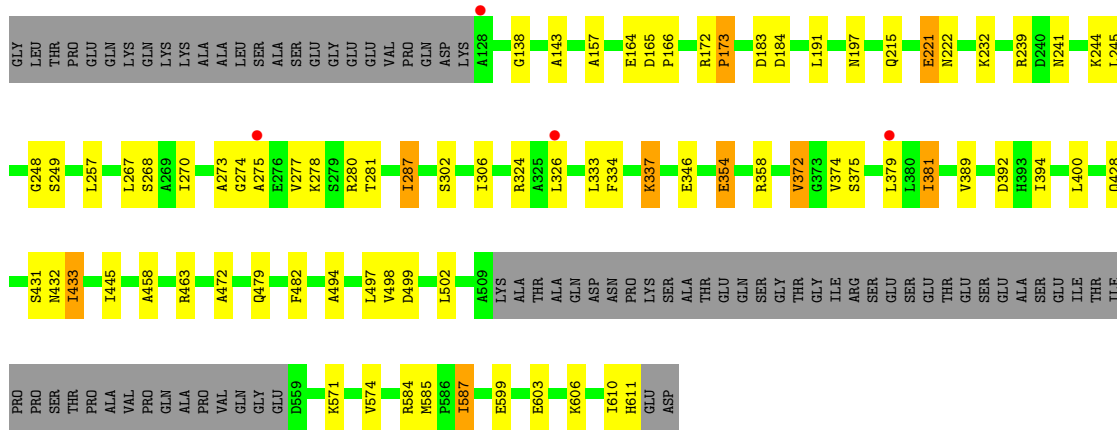 GLY LEU THR PRO GLU GLN LYS GLN LYS LYS ALA ALA LEU SER ALA SER GLU GLY GLU GLU VAL PRO GLN ASP LYS A128 G138 A143 A157 E164 D165 P166 R172 P173 D183 D184 L191 N197 Q215 E221 N222 K232 R239 D240 N241 K244 L245
G248 S249 L257 L267 S268 A269 I270 A273 G274 A275 E276 V277 K278 S279 R280 T281 I287 S302 I306 R324 A325 L326 L333 F334 K337 E346 E354 R358 V372 G373 V374 S375 L379 L380 I381 V389 D392 H393 I394 L400 Q428
S431 N432 I433 I445 A458 R463 A472 Q479 F482 A494 L497 V498 D499 L502 A509 LYS ALA THR ALA GLN ASP ASN PRO LYS SER ALA THR GLU GLN SER GLY THR GLY ILE ARG SER GLU SER GLU THR GLU SER GLU ALA SER GLU ILE THR ILE
PRO PRO SER THR PRO ALA VAL PRO GLN ALA PRO VAL GLN GLY GLU D559 K571 V574 R584 M585 P586 I587 E599 E603 K606 I610 H611 GLU ASP